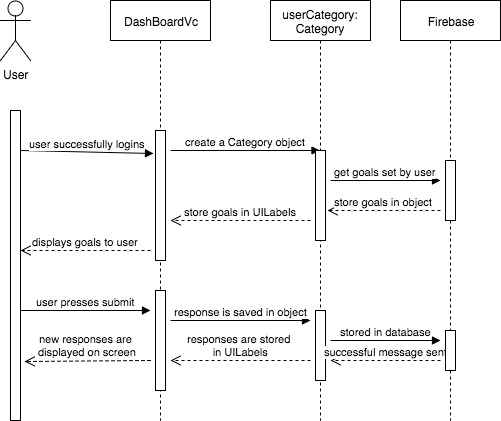 DashBoardVc
userCategory:
Category
Firebase
User
user successfully logins
create a Category object
get goals set by user
store goals in object
store goals in UILabels
displays goals to user
user presses submit
response is saved in object
stored in database
new responses are
displayed on screen
responses are stored
in UILabels
successful message sent